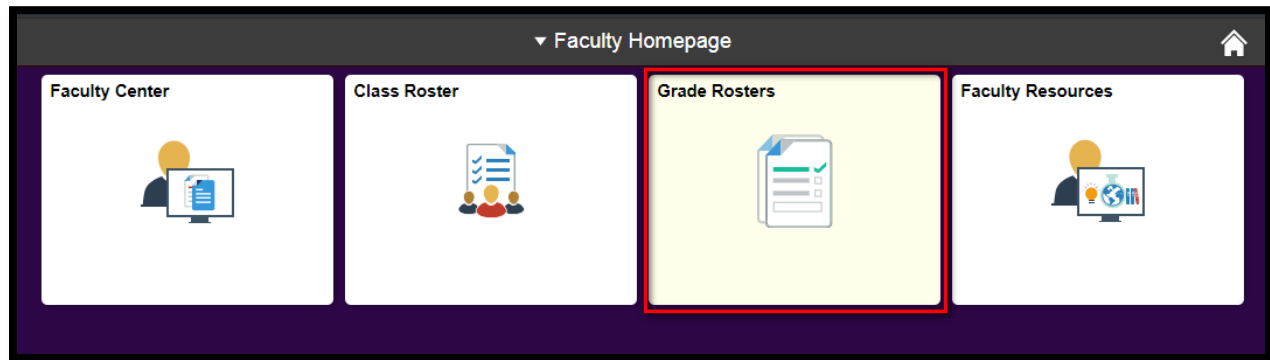 Faculty Homepage
Faculty Center
Class Roster
Grade Rosters
Faculty Resources